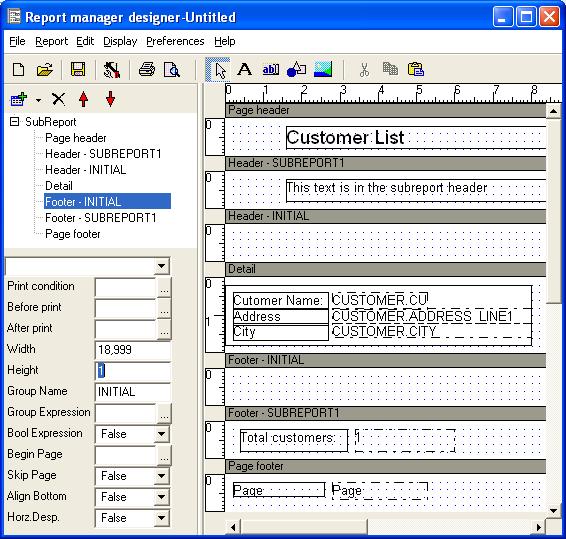 Report manager designer-Untitled
File Report Edit Display Preferences Help
A ab|
0 1 2 3 4 5 6 7 8
SubReport
Page header
Header - SUBREPORT1
Header - INITIAL
Detail
Footer - INITIAL
Footer - SUBREPORT1
Page footer
Print condition ...
Before print ...
After print ...
Width 18,999
Height 1
Group Name INITIAL
Group Expression ...
Bool Expression False
Begin Page ...
Skip Page False
Align Bottom False
Horz.Desp. False
Page header
0 Customer List
Header - SUBREPORT1
0 This text is in the subreport header
Header - INITIAL
0
Detail
0 Cutomer Name: CUSTOMER.CU
1 Address CUSTOMER.ADDRESS_LINE1
City CUSTOMER.CITY
Footer - INITIAL
0
Footer - SUBREPORT1
0 Total customers: 1
Page footer
0 Page Page